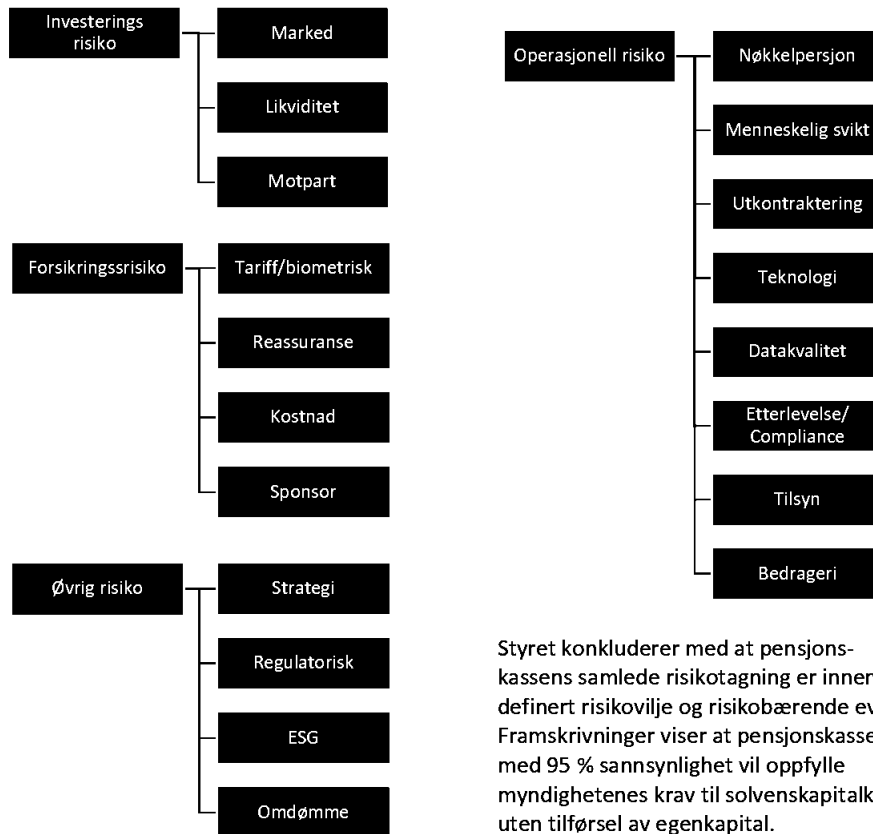 Investerings
risiko
Marked
Likviditet
Motpart
Forsikringssrisiko
Tariff/biometrisk
Reassuranse
Kostnad
Sponsor
Øvrig risiko
Strategi
Regulatorisk
ESG
Omdømme
Operasjonell risiko
Nøkkelpersjon
Menneskelig svikt
Utkontraktering
Teknologi
Datakvalitet
Etterlevelse/
Compliance
Tilsyn
Bedrageri
Styret konkluderer med at pensjons-
kassens samlede risikotagning er
definert risikovilje og risikobærende
Framskrivninger viser at
med 95 % sannsynlighet vil oppfylle
myndighetenes krav til
uten tilførsel av egenkapital.